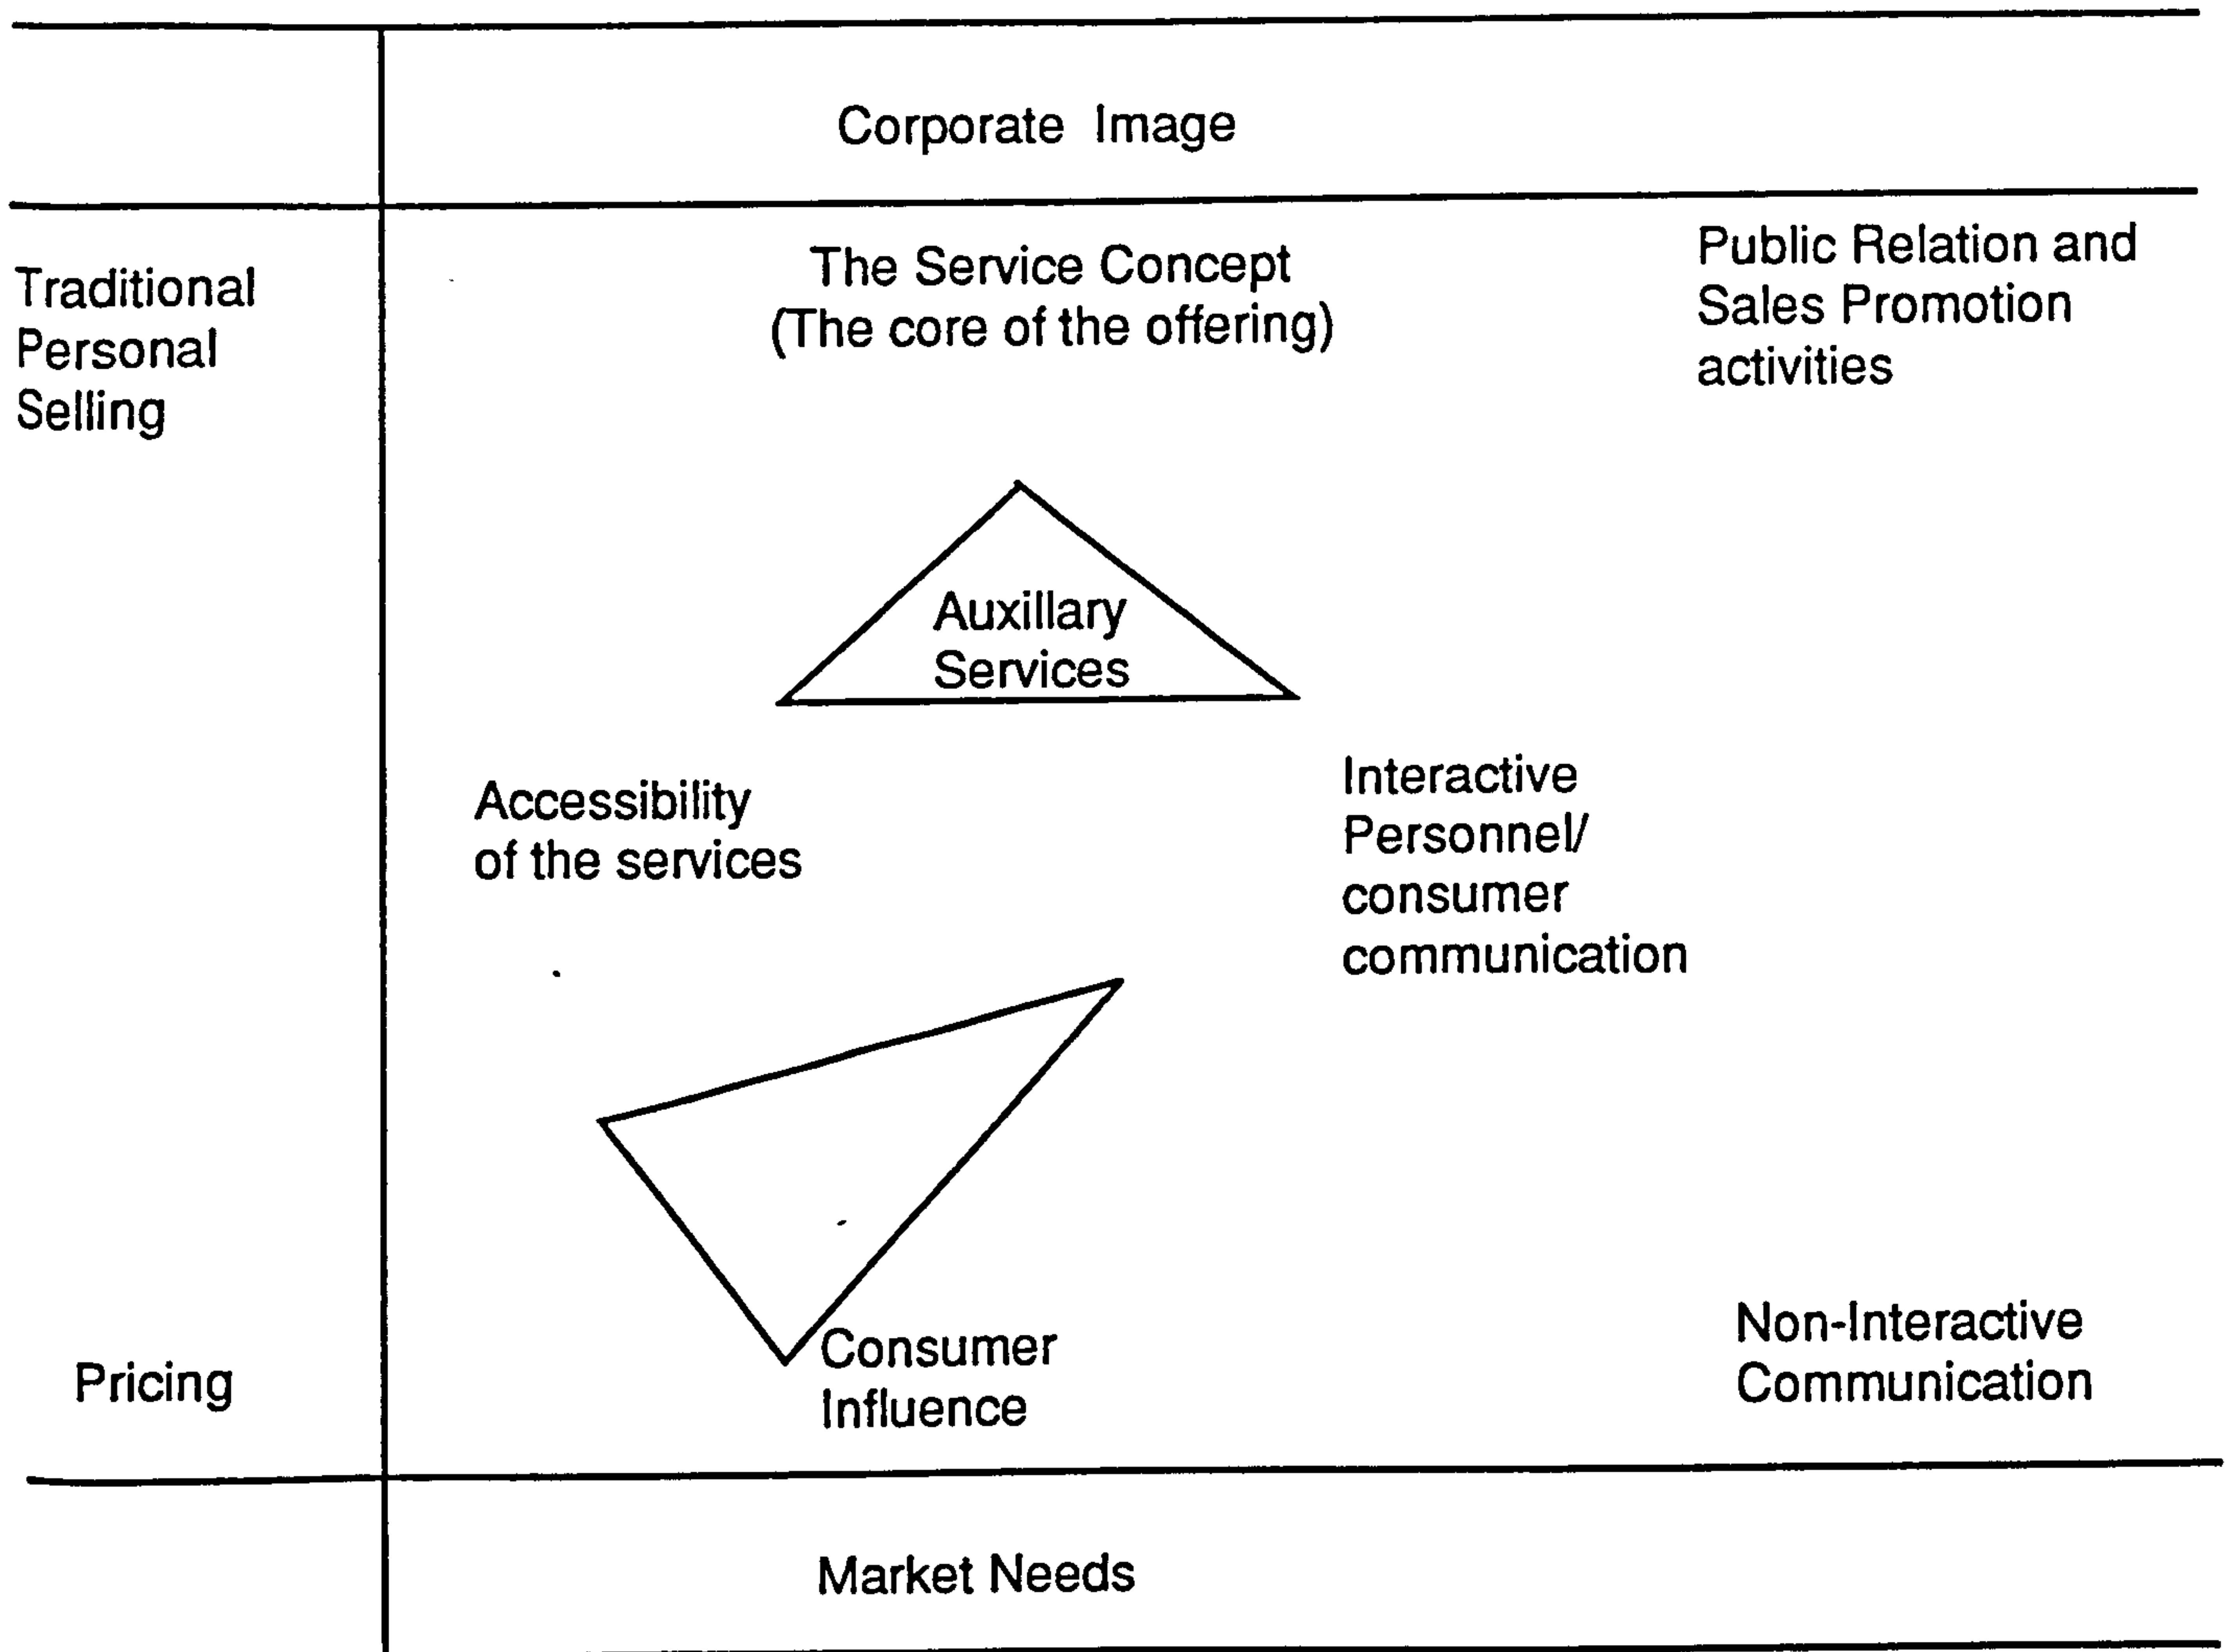 Corporate Image
Traditional
Personal
Selling
The Service Concept
(The core of the offering)
Public Relation and
Sales Promotion
activities
Auxillary
Services
Accessibility
of the services
Interactive
Personnel/
consumer
communication
Pricing
Consumer
Influence
Non-Interactive
Communication
Market Needs